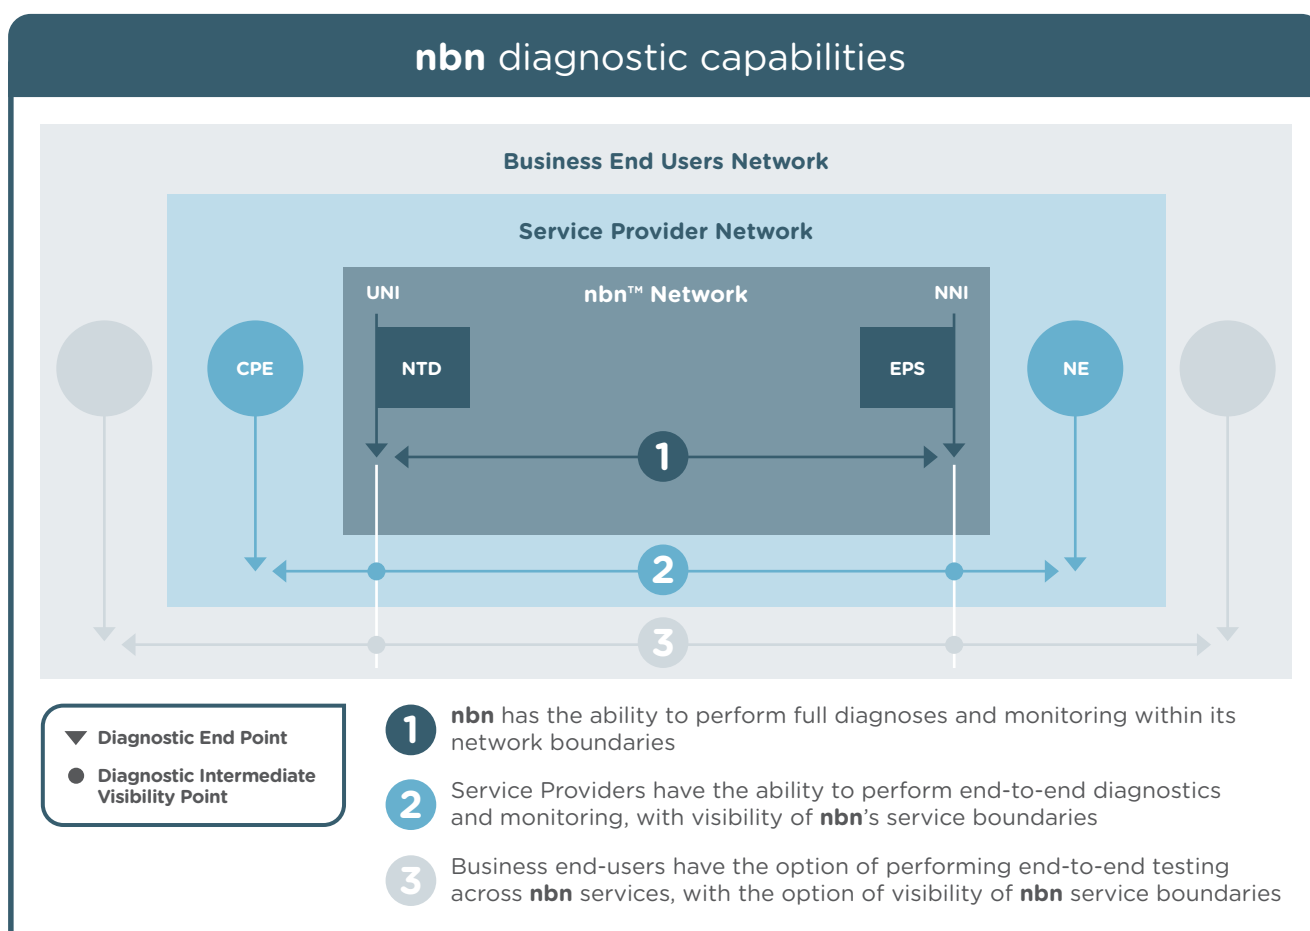 nbn diagnostic capabilities
Business End Users Network
Service Provider Network
UNI
nbn™ Network
NNI
CPE
NTD
EPS
NE
1
2
3
Diagnostic End Point
Diagnostic Intermediate
Visibility Point
1
nbn has the ability to perform full diagnoses and monitoring within its
network boundaries
2
Service Providers have the ability to perform end-to-end diagnostics
and monitoring, with visibility of nbn's service boundaries
3
Business end-users have the option of performing end-to-end testing
across nbn services, with the option of visibility of nbn service boundaries